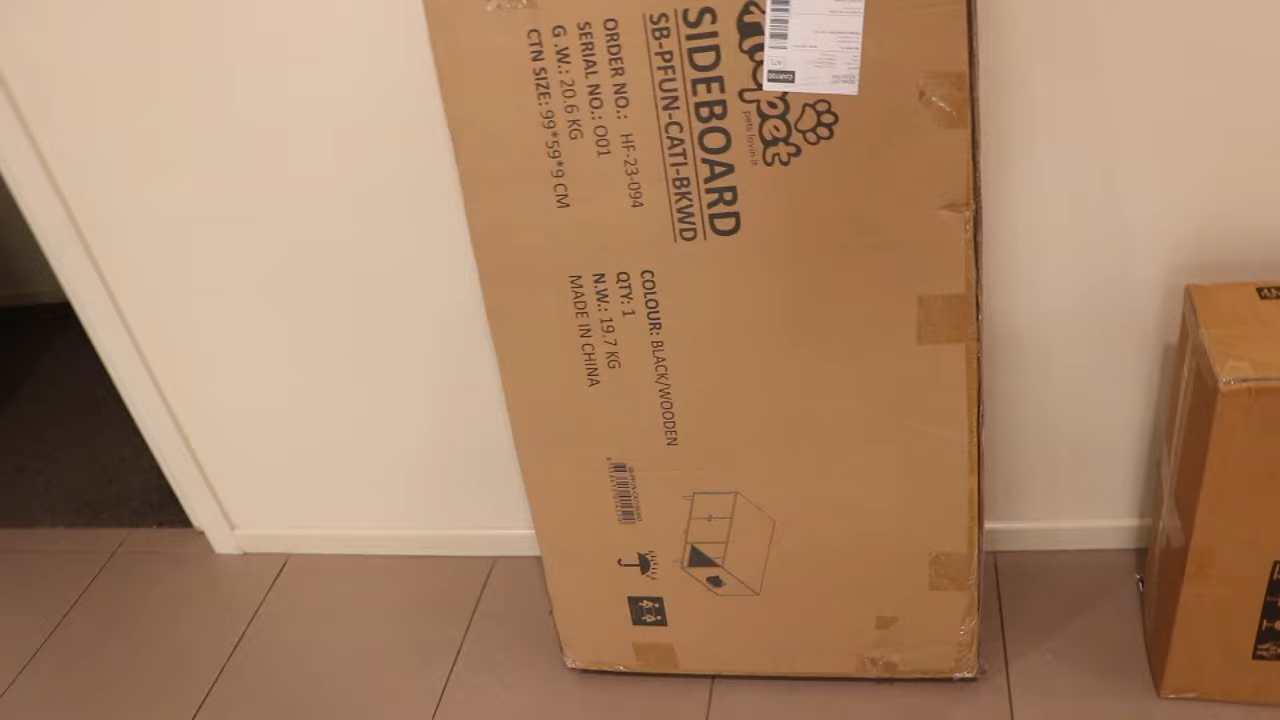 pet
pets lovin it
SIDEBOARD
SB-PFUN-CATI-BKWD
ORDER NO.: HF-23-094
SERIAL NO.: 001
G .W.: 20.6 KG
CTN SIZE: 99*59*9 CM
COLOUR: BLACK/WOODEN
QTY: 1
N.W.: 19.7 KG
MADE IN CHINA